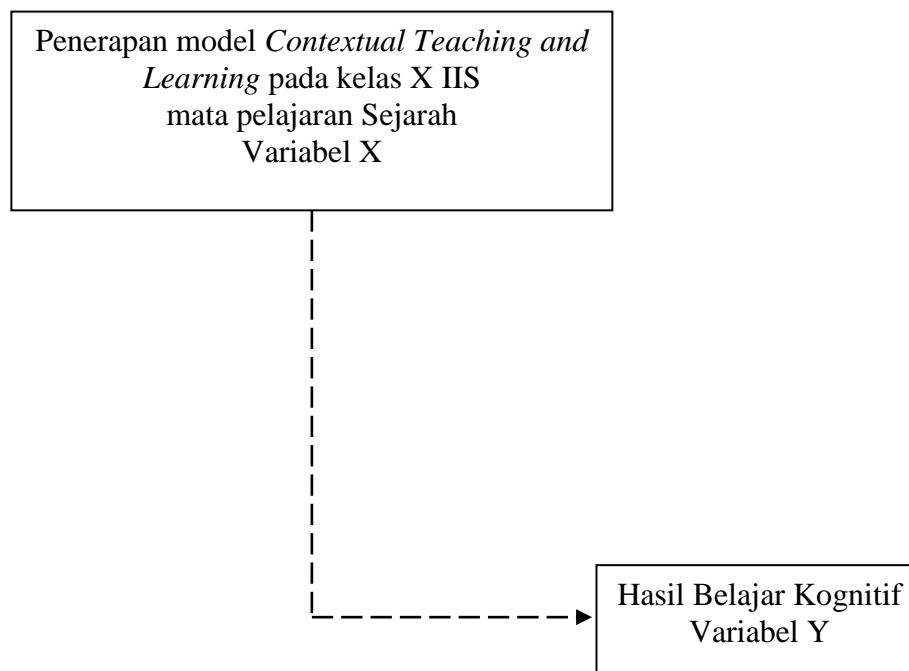 Penerapan model Contextual Teaching and
Learning pada kelas X IIS
mata pelajaran Sejarah
Variabel X
Hasil Belajar Kognitif
Variabel Y